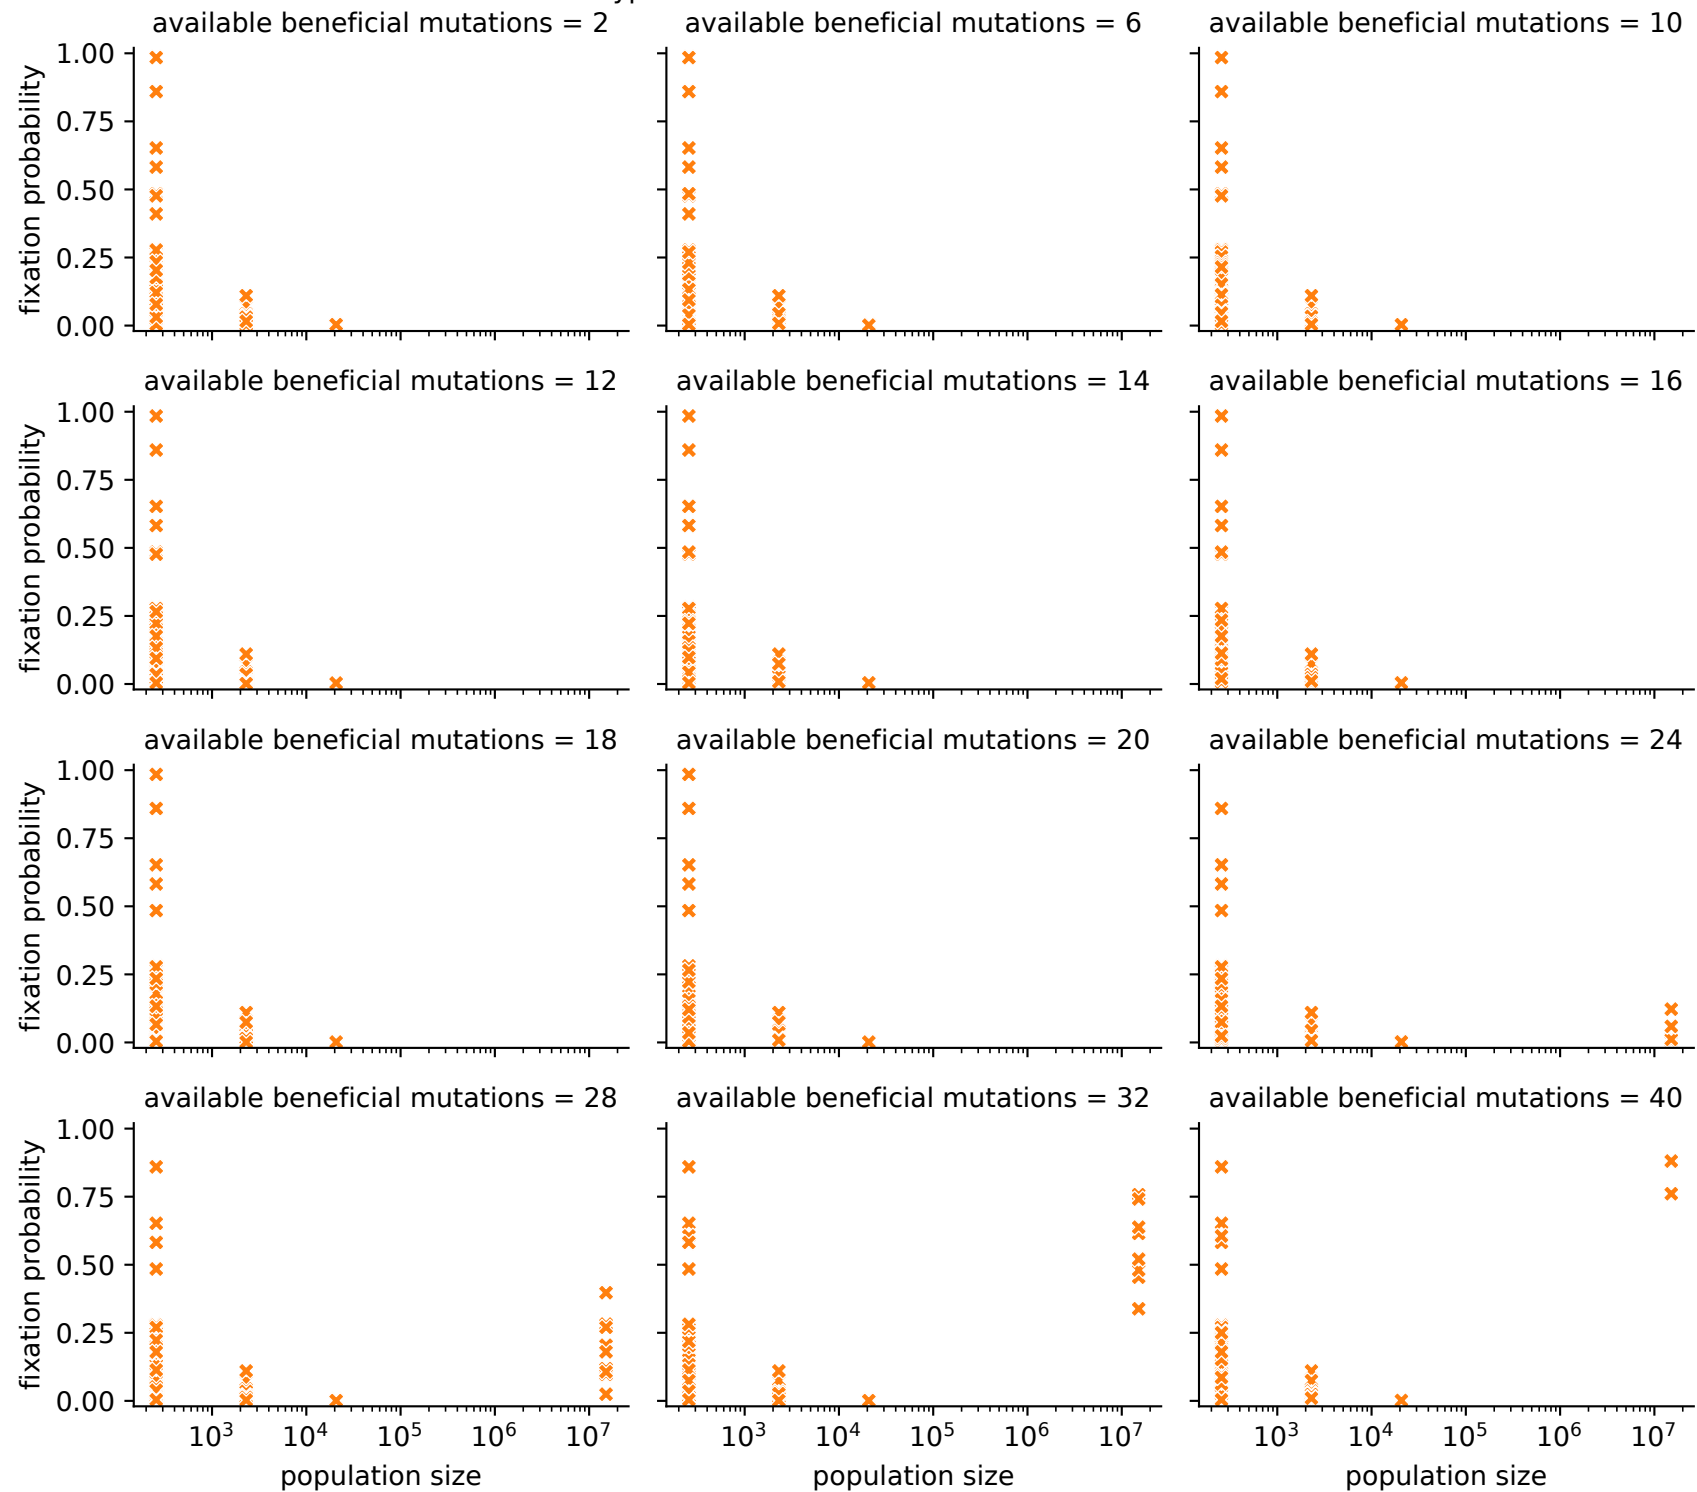 available beneficial mutations = 2 available beneficial mutations = 6 available beneficial mutations = 10
fixation probability
1.00
0.75
0.50
0.25
0.00
available beneficial mutations = 12 available beneficial mutations = 14 available beneficial mutations = 16
fixation probability
1.00
0.75
0.50
0.25
0.00
available beneficial mutations = 18 available beneficial mutations = 20 available beneficial mutations = 24
fixation probability
1.00
0.75
0.50
0.25
0.00
available beneficial mutations = 28 available beneficial mutations = 32 available beneficial mutations = 40
fixation probability
1.00
0.75
0.50
0.25
0.00
10³ 10⁴ 10⁵ 10⁶ 10⁷ 10³ 10⁴ 10⁵ 10⁶ 10⁷ 10³ 10⁴ 10⁵ 10⁶ 10⁷
population size population size population size